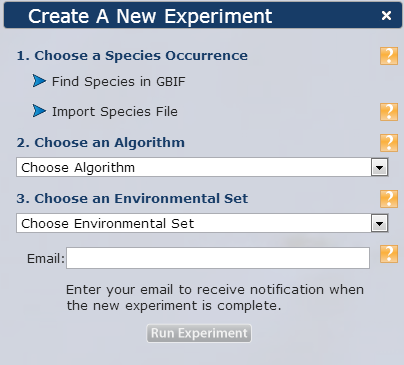 Create A New Experiment ×
1. Choose a Species Occurrence ?
Find Species in GBIF
Import Species File ?
2. Choose an Algorithm ?
Choose Algorithm
3. Choose an Environmental Set ?
Choose Environmental Set
Email: ?
Enter your email to receive notification when
the new experiment is complete.
Run Experiment